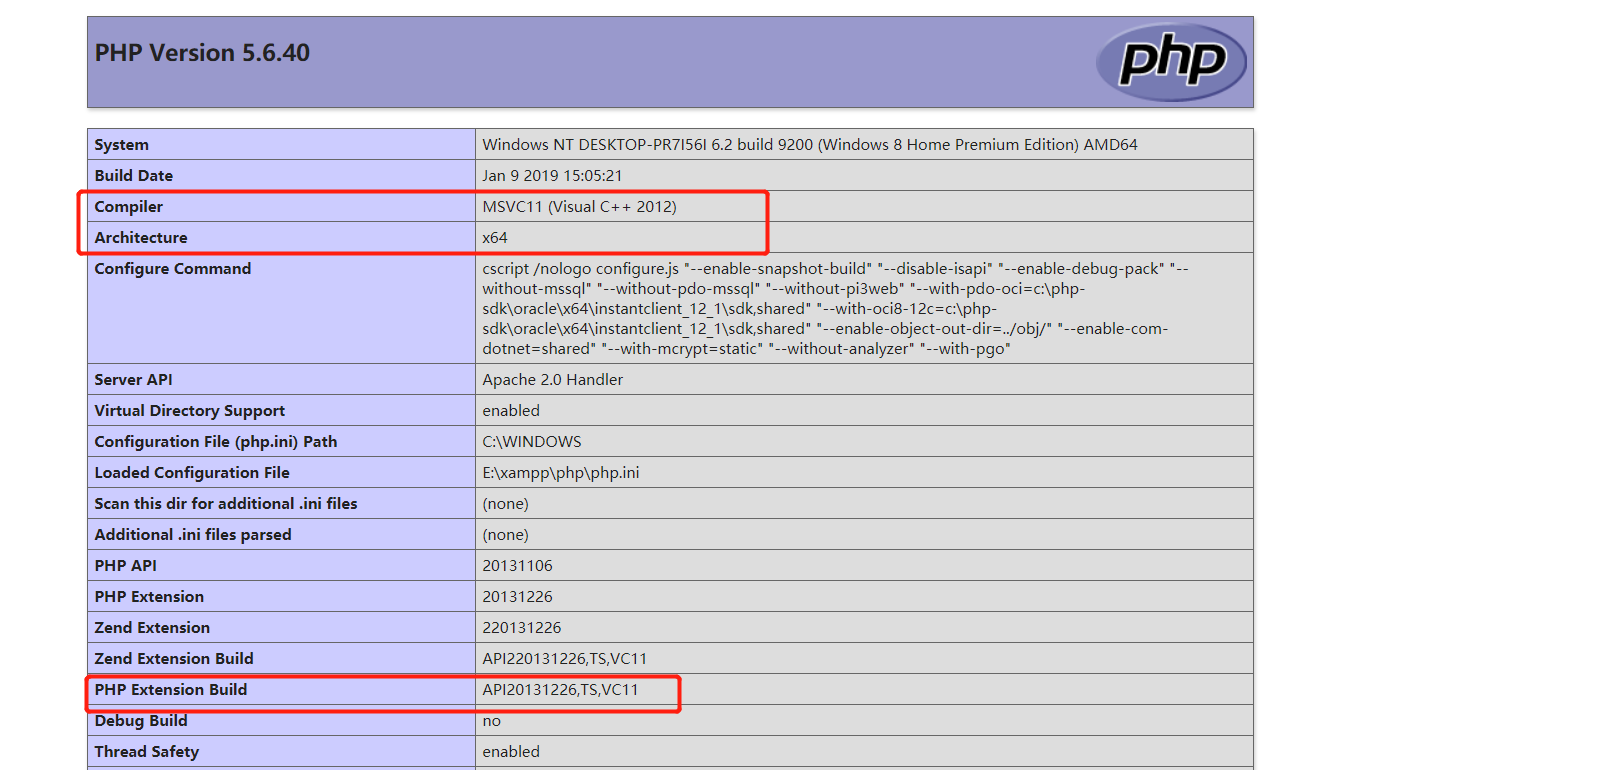 PHP Version 5.6.40
php
System Windows NT DESKTOP-PR7I56I 6.2 build 9200 (Windows 8 Home Premium Edition) AMD64
Build Date Jan 9 2019 15:05:21
Compiler MSVC11 (Visual C++ 2012)
Architecture x64
Configure Command cscript /nologo configure.js "--enable-snapshot-build" "--disable-isapi" "--enable-debug-pack" "--
without-mssql" "--without-pdo-mssql" "--without-pi3web" "--with-pdo-oci=c:\php-
sdk\oracle\x64\instantclient_12_1\sdk,shared" "--with-oci8-12c=c:\php-
sdk\oracle\x64\instantclient_12_1\sdk,shared" "--enable-object-out-dir=../obj/" "--enable-com-
dotnet=shared" "--with-mcrypt=static" "--without-analyzer" "--with-pgo"
Server API Apache 2.0 Handler
Virtual Directory Support enabled
Configuration File (php.ini) Path C:\WINDOWS
Loaded Configuration File E:\xampp\php\php.ini
Scan this dir for additional .ini files (none)
Additional .ini files parsed (none)
PHP API 20131106
PHP Extension 20131226
Zend Extension 220131226
Zend Extension Build API220131226,TS,VC11
PHP Extension Build API20131226,TS,VC11
Debug Build no
Thread Safety enabled